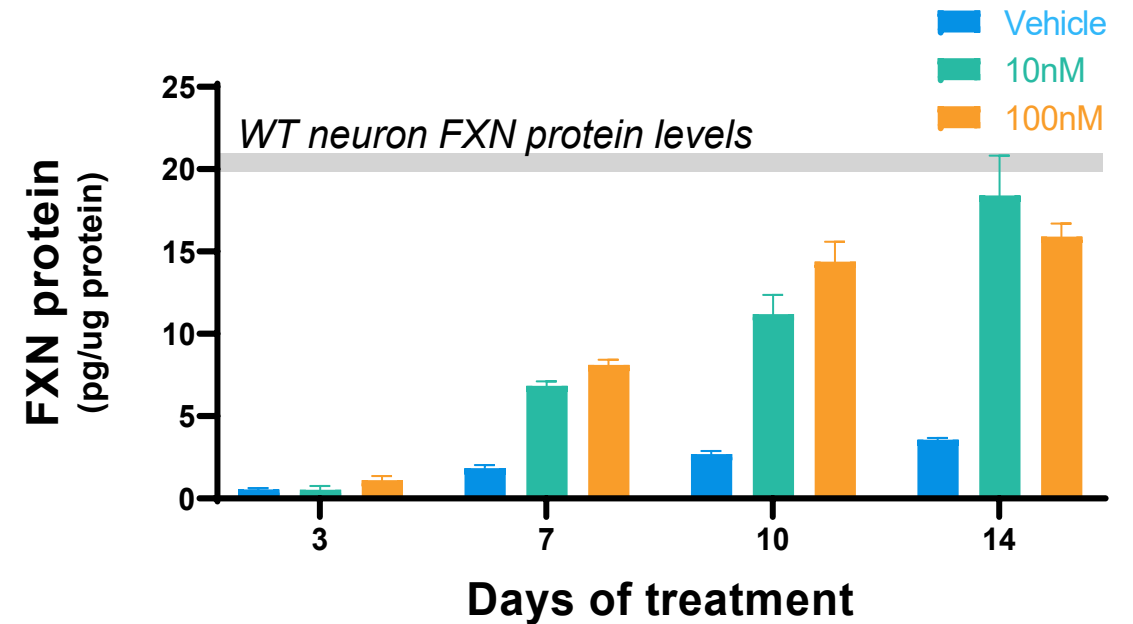 Vehicle
10nM
100nM
25
WT neuron FXN protein levels
20
15
10
5
0
FXN protein
(pg/ug protein)
3 7 10 14
Days of treatment